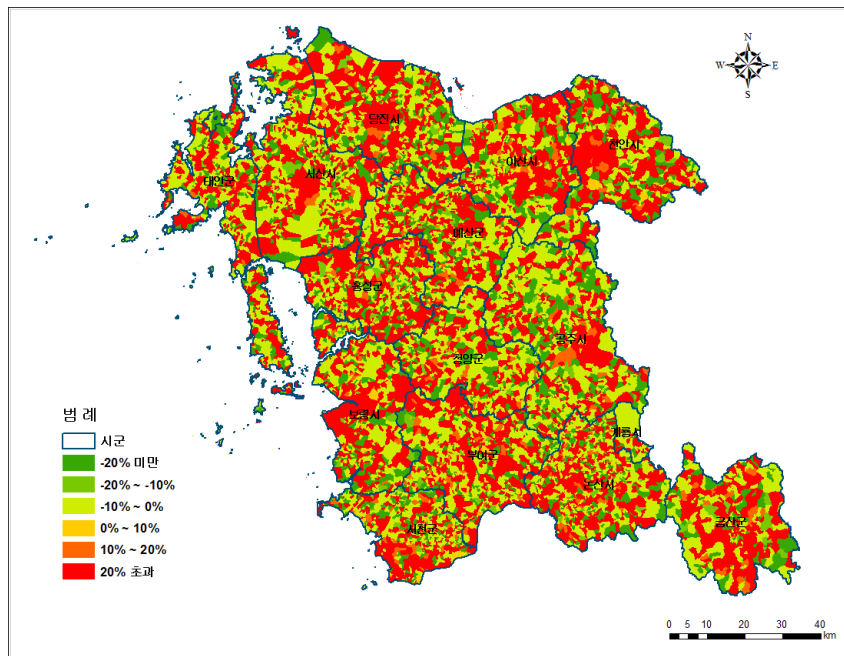 N
W E
S
당진시
천안시
아산시
서산시
태안군
예산군
홍성군
공주시
청양군
보령시
계룡시
부여군
논산시
금산군
서천군
범 례
시군
-20% 미만
-20% ~ -10%
-10% ~ 0%
0% ~ 10%
10% ~ 20%
20% 초과
0 5 10 20 30 40
km